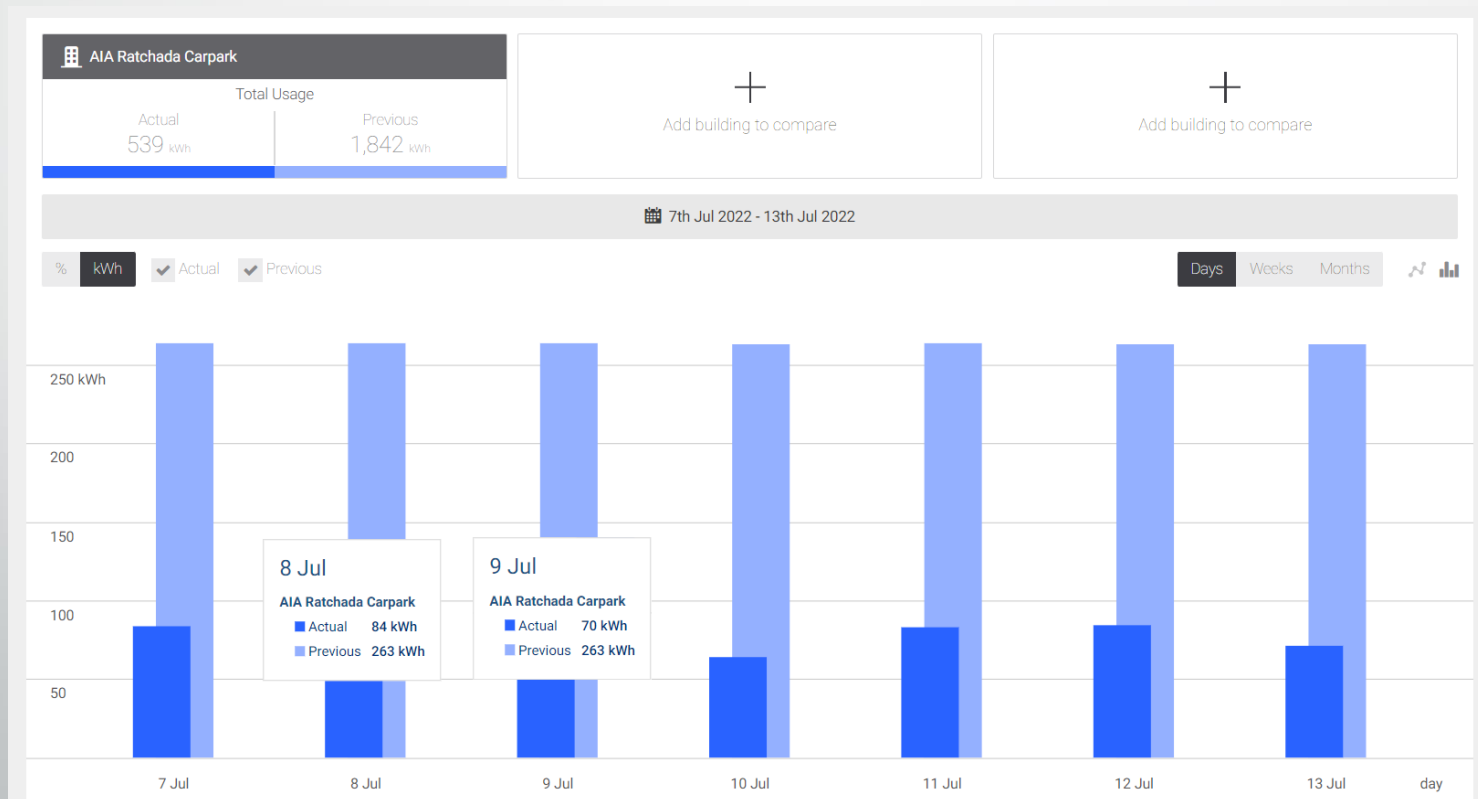 AIA Ratchada Carpark
Total Usage
Actual
Previous
539 kWh
1,842 kWh
Add building to compare
Add building to compare
7th Jul 2022 - 13th Jul 2022
% kWh Actual Previous
Days Weeks Months
250 kWh
200
150
100
50
8 Jul
AIA Ratchada Carpark
Actual 84 kWh
Previous 263 kWh
9 Jul
AIA Ratchada Carpark
Actual 70 kWh
Previous 263 kWh
7 Jul 8 Jul 9 Jul 10 Jul 11 Jul 12 Jul 13 Jul day